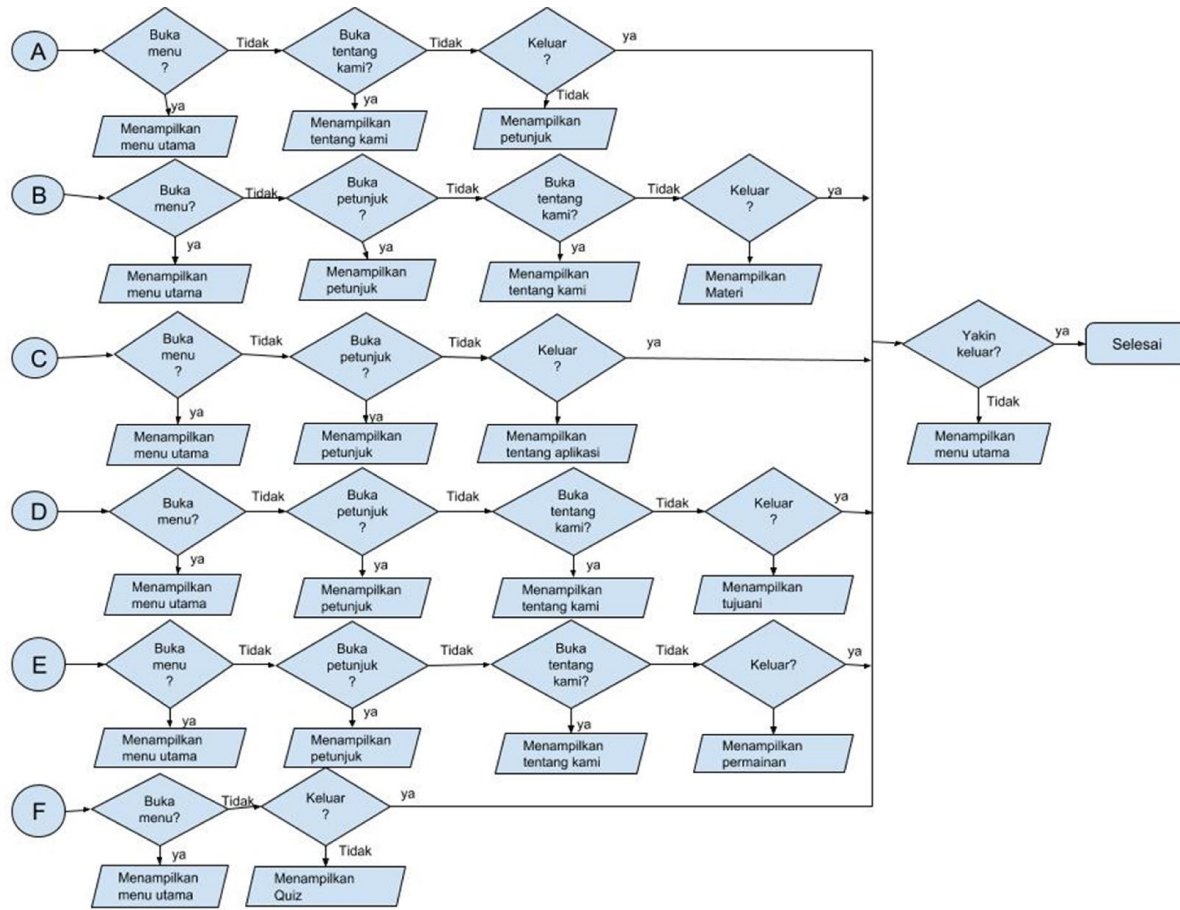 A
Buka
menu
?
Tidak
Buka
tentang
kami?
Tidak
Keluar
?
ya
ya
Menampilkan
menu utama
ya
Menampilkan
tentang kami
Tidak
Menampilkan
petunjuk
B
Buka
menu?
Tidak
Buka
petunjuk
?
Tidak
Buka
tentang
kami?
Tidak
Keluar
?
ya
ya
Menampilkan
menu utama
ya
Menampilkan
petunjuk
ya
Menampilkan
tentang kami
Menampilkan
Materi
C
Buka
menu
?
Tidak
Buka
petunjuk
?
Tidak
Keluar
?
ya
ya
Menampilkan
menu utama
ya
Menampilkan
petunjuk
Menampilkan
tentang aplikasi
Yakin
keluar?
ya
Selesai
Tidak
Menampilkan
menu utama
D
Buka
menu?
Tidak
Buka
petunjuk
?
Tidak
Buka
tentang
kami?
Tidak
Keluar
?
ya
ya
Menampilkan
menu utama
ya
Menampilkan
petunjuk
ya
Menampilkan
tentang kami
Menampilkan
tujuani
E
Buka
menu
?
Tidak
Buka
petunjuk
?
Tidak
Buka
tentang
kami?
Tidak
Keluar?
ya
ya
Menampilkan
menu utama
ya
Menampilkan
petunjuk
ya
Menampilkan
tentang kami
Menampilkan
permainan
F
Buka
menu?
Tidak
Keluar
?
ya
ya
Menampilkan
menu utama
Tidak
Menampilkan
Quiz